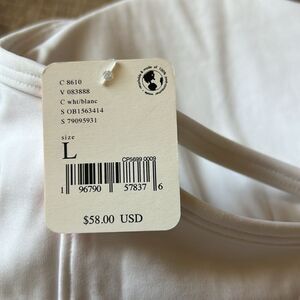 C 8610
V 083888
C wht/blanc
S OB1563414
S 79095931
size
L
CP5699 0009
1 96790 57837 6
$58.00 USD